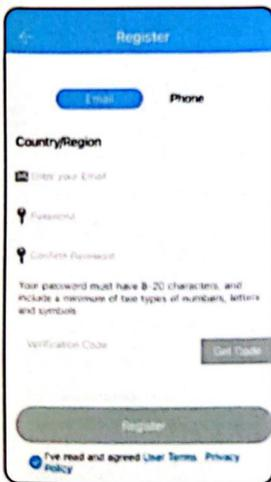 Register
Email Phone
Country/Region
Enter your Email
Password
Confirm Password
Your password must have 8-20 characters, and
include a minimum of two types of numbers, letters
and symbols
Verification Code
Get Code
Register
I've read and agreed User Terms Privacy
Policy